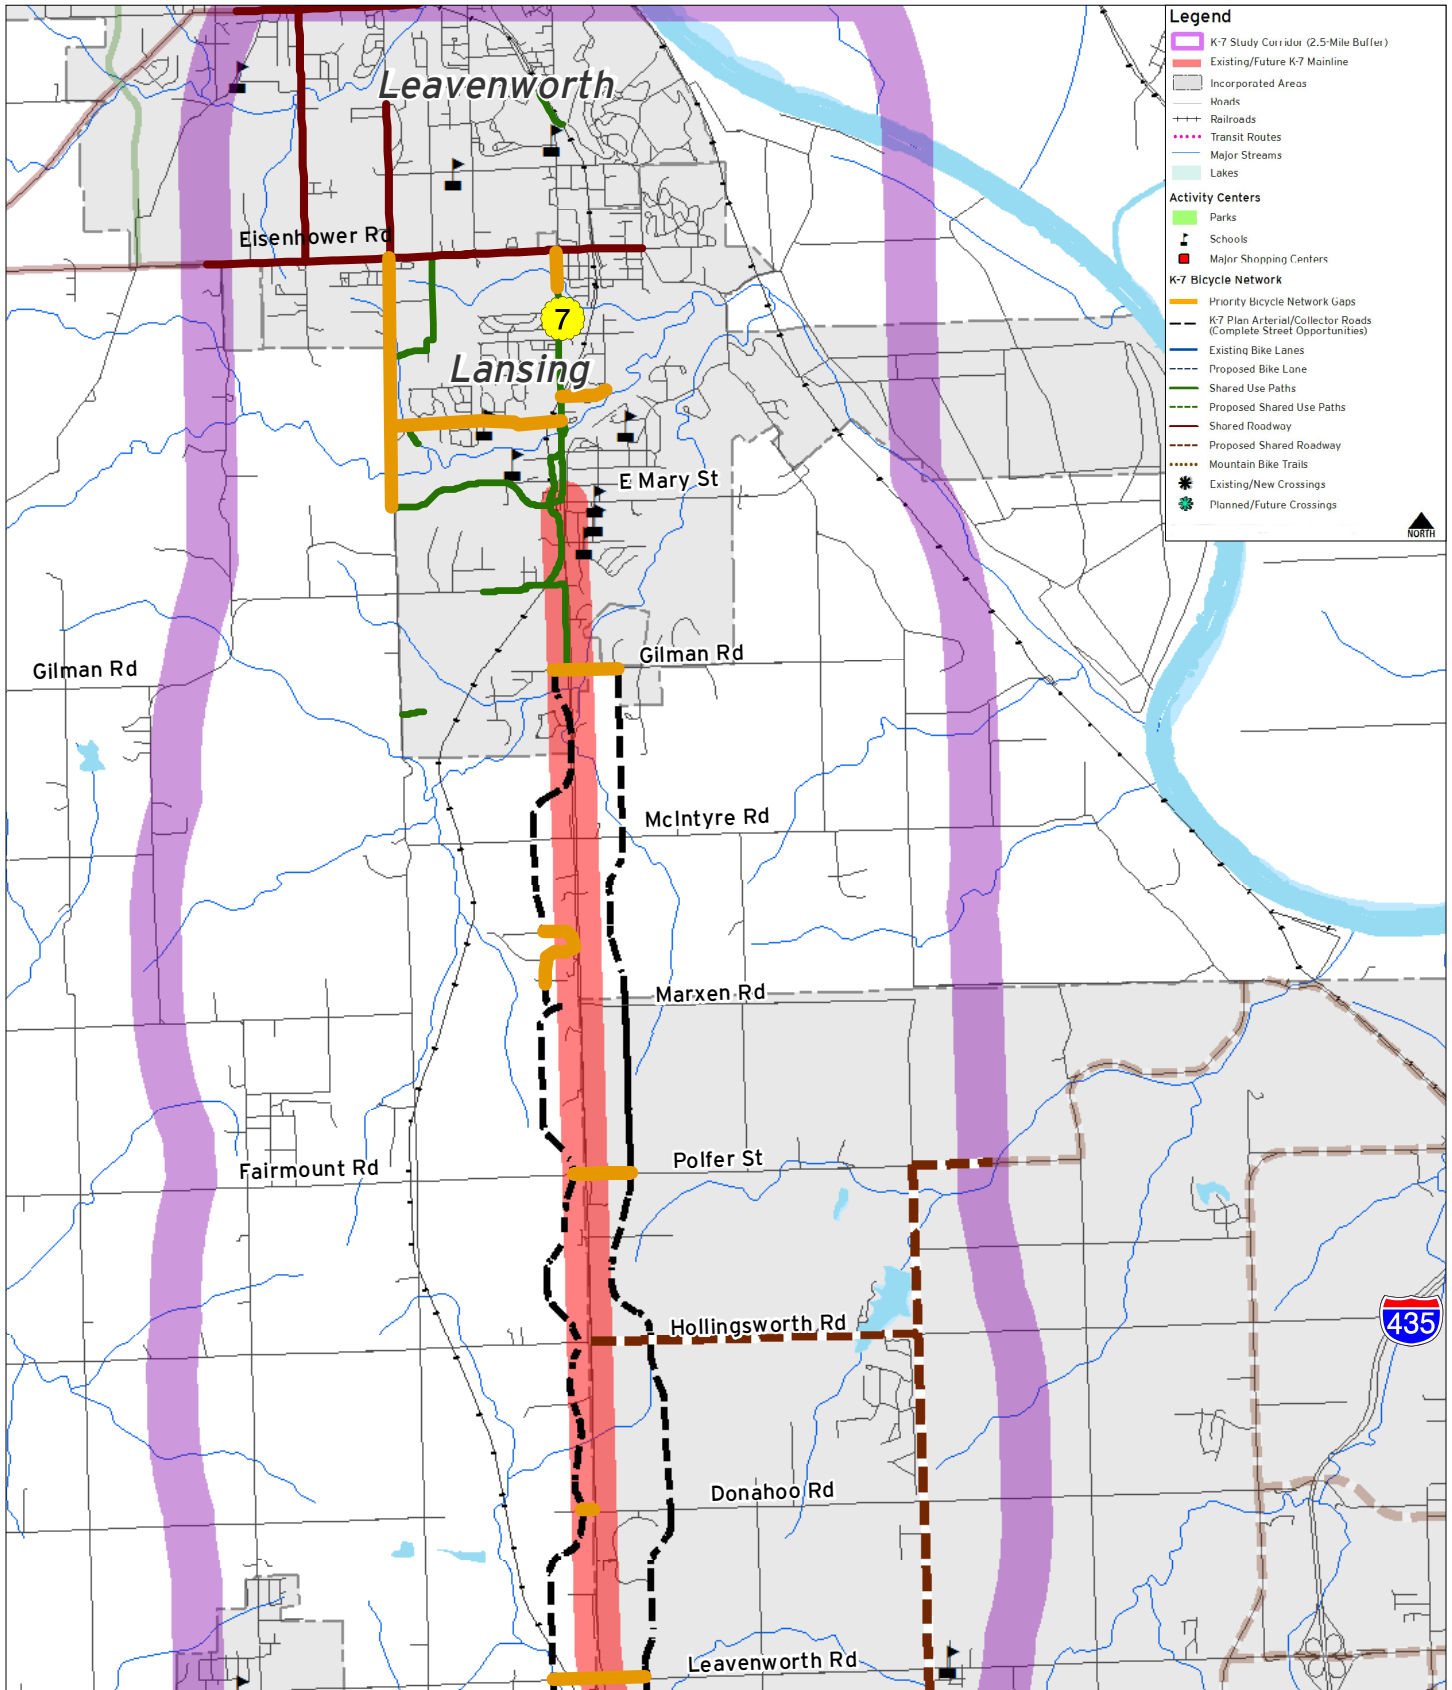 Leavenworth
Eisenhower Rd
7
Lansing
E Mary St
Gilman Rd
Gilman Rd
McIntyre Rd
Marxen Rd
Fairmount Rd
Polfer St
Hollingsworth Rd
435
Donahoo Rd
Leavenworth Rd
Legend
K-7 Study Corridor (2.5-Mile Buffer)
Existing/Future K-7 Mainline
Incorporated Areas
Roads
Railroads
Transit Routes
Major Streams
Lakes
Activity Centers
Parks
Schools
Major Shopping Centers
K-7 Bicycle Network
Priority Bicycle Network Gaps
K-7 Plan Arterial/Collector Roads
(Complete Street Opportunities)
Existing Bike Lanes
Proposed Bike Lane
Shared Use Paths
Proposed Shared Use Paths
Shared Roadway
Proposed Shared Roadway
Mountain Bike Trails
Existing/New Crossings
Planned/Future Crossings
NORTH